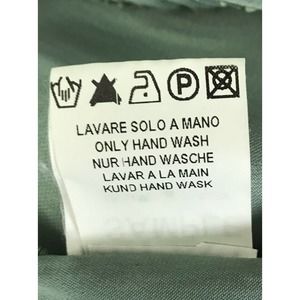 P
LAVARE SOLO A MANO
ONLY HAND WASH
NUR HAND WASCHE
LAVAR A LA MAIN
KUND HAND WASK